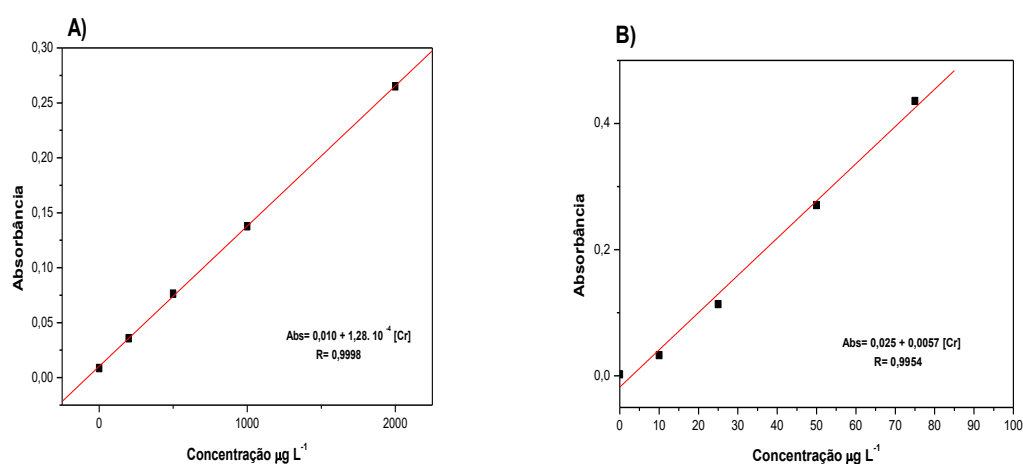 A)
0,30
0,25
0,20
0,15
0,10
0,05
0,00
Absorbância
Abs= 0,010 + 1,28. 10 -4 [Cr]
R= 0,9998
0 1000 2000
Concentração µg L-1
B)
0,4
0,2
0,0
Absorbância
Abs= 0,025 + 0,0057 [Cr]
R= 0,9954
0 10 20 30 40 50 60 70 80 90 100
Concentração µg L-1